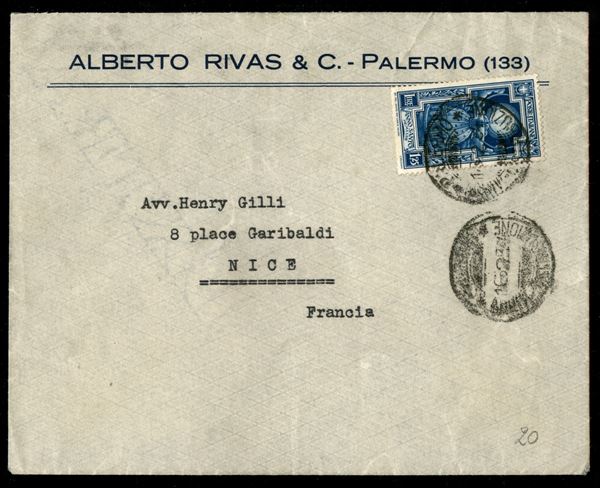 ALBERTO RIVAS & C. - PALERMO (133)
Avv.Henry Gilli
8 place Garibaldi
NICE
Francia
20